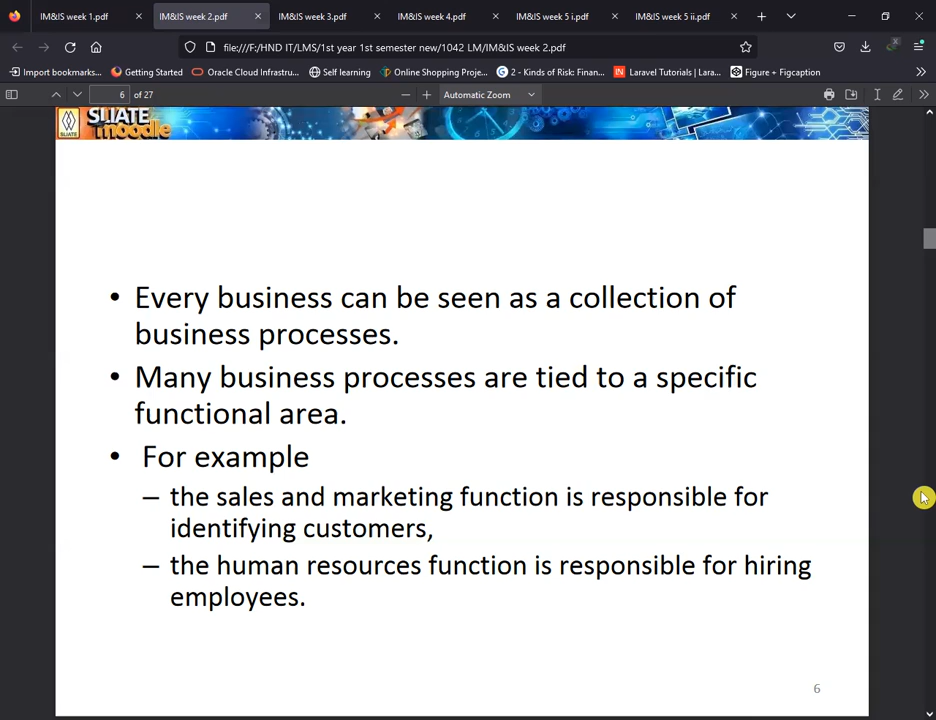 IM&IS week 1.pdf
IM&IS week 2.pdf
IM&IS week 3.pdf
IM&IS week 4.pdf
IM&IS week 5 i.pdf
IM&IS week 5 ii.pdf
file:///F:/HND IT/LMS/1st year 1st semester new/1042 LM/IM&IS week 2.pdf
Import bookmarks...
Getting Started
Oracle Cloud Infrastru...
Self learning
Online Shopping Proje...
2 - Kinds of Risk: Finan...
Laravel Tutorials | Lara...
Figure + Figcaption
6 of 27
Automatic Zoom
SLIATE
SLIATE
moodle
• Every business can be seen as a collection of
business processes.
• Many business processes are tied to a specific
functional area.
• For example
– the sales and marketing function is responsible for
identifying customers,
– the human resources function is responsible for hiring
employees.
6